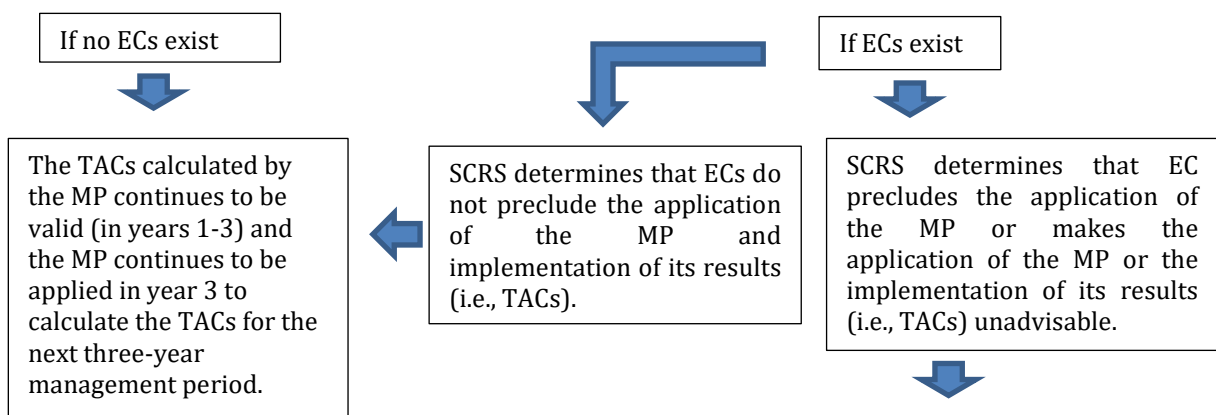 If no ECs exist
If ECs exist
The TACs calculated by
the MP continues to be
valid (in years 1-3) and
the MP continues to be
applied in year 3 to
calculate the TACs for the
next three-year
management period.
SCRS determines that ECs do
not preclude the application
of the MP and
implementation of its results
(i.e., TACs).
SCRS determines that EC
precludes the application of
the MP or makes the
application of the MP or the
implementation of its results
(i.e., TACs) unadvisable.